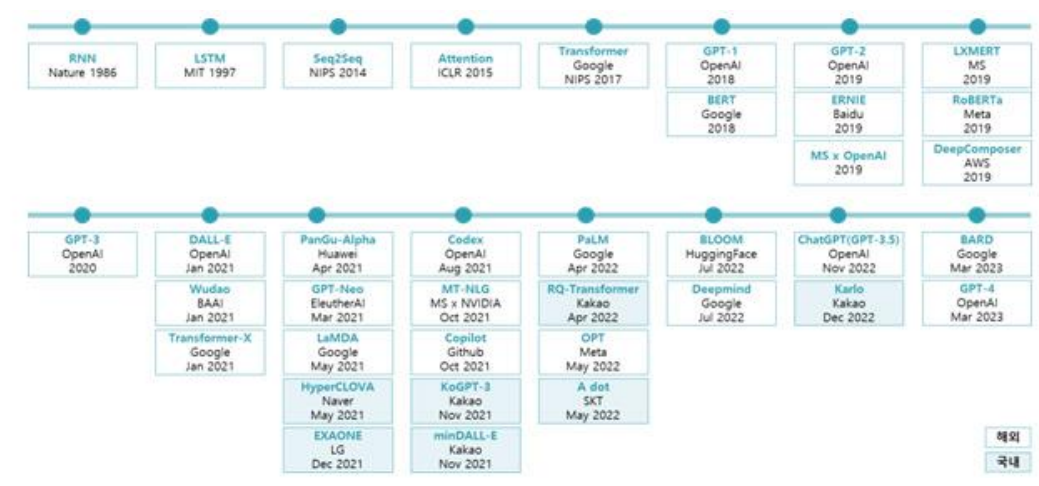 RNN
Nature 1986
LSTM
MIT 1997
Seq2Seq
NIPS 2014
Attention
ICLR 2015
Transformer
Google
NIPS 2017
GPT-1
OpenAI
2018
BERT
Google
2018
GPT-2
OpenAI
2019
ERNIE
Baidu
2019
MS x OpenAI
2019
LXMERT
MS
2019
RoBERTa
Meta
2019
DeepComposer
AWS
2019
GPT-3
OpenAI
2020
DALL-E
OpenAI
Jan 2021
Wudao
BAAI
Jan 2021
Transformer-X
Google
Jan 2021
PanGu-Alpha
Huawei
Apr 2021
GPT-Neo
EleutherAI
Mar 2021
LaMDA
Google
May 2021
HyperCLOVA
Naver
May 2021
EXAONE
LG
Dec 2021
Codex
OpenAI
Aug 2021
MT-NLG
MS x NVIDIA
Oct 2021
Copilot
Github
Oct 2021
KoGPT-3
Kakao
Nov 2021
minDALL-E
Kakao
Nov 2021
PaLM
Google
Apr 2022
RQ-Transformer
Kakao
Apr 2022
OPT
Meta
May 2022
A dot
SKT
May 2022
BLOOM
HuggingFace
Jul 2022
Deepmind
Google
Jul 2022
ChatGPT(GPT-3.5)
OpenAI
Nov 2022
Karlo
Kakao
Dec 2022
BARD
Google
Mar 2023
GPT-4
OpenAI
Mar 2023
해외
국내